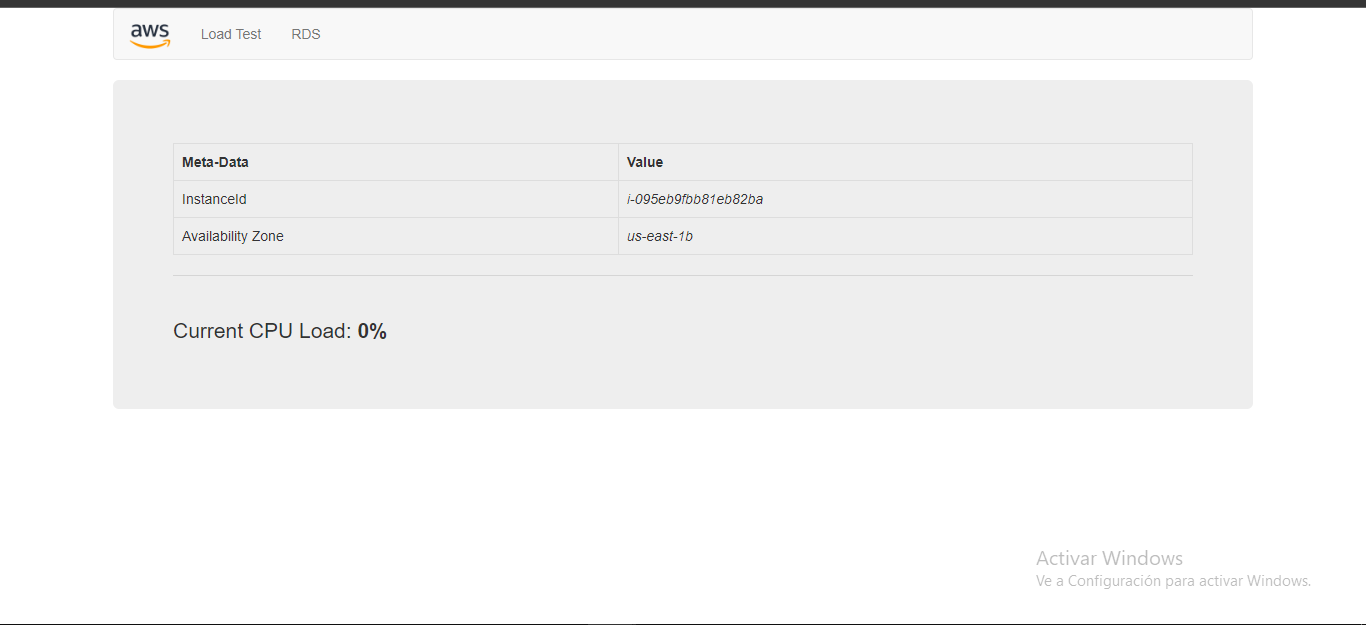 aws Load Test RDS
Meta-Data Value
InstanceId i-095eb9fbb81eb82ba
Availability Zone us-east-1b
Current CPU Load: 0%
Activar Windows
Ve a Configuración para activar Windows.